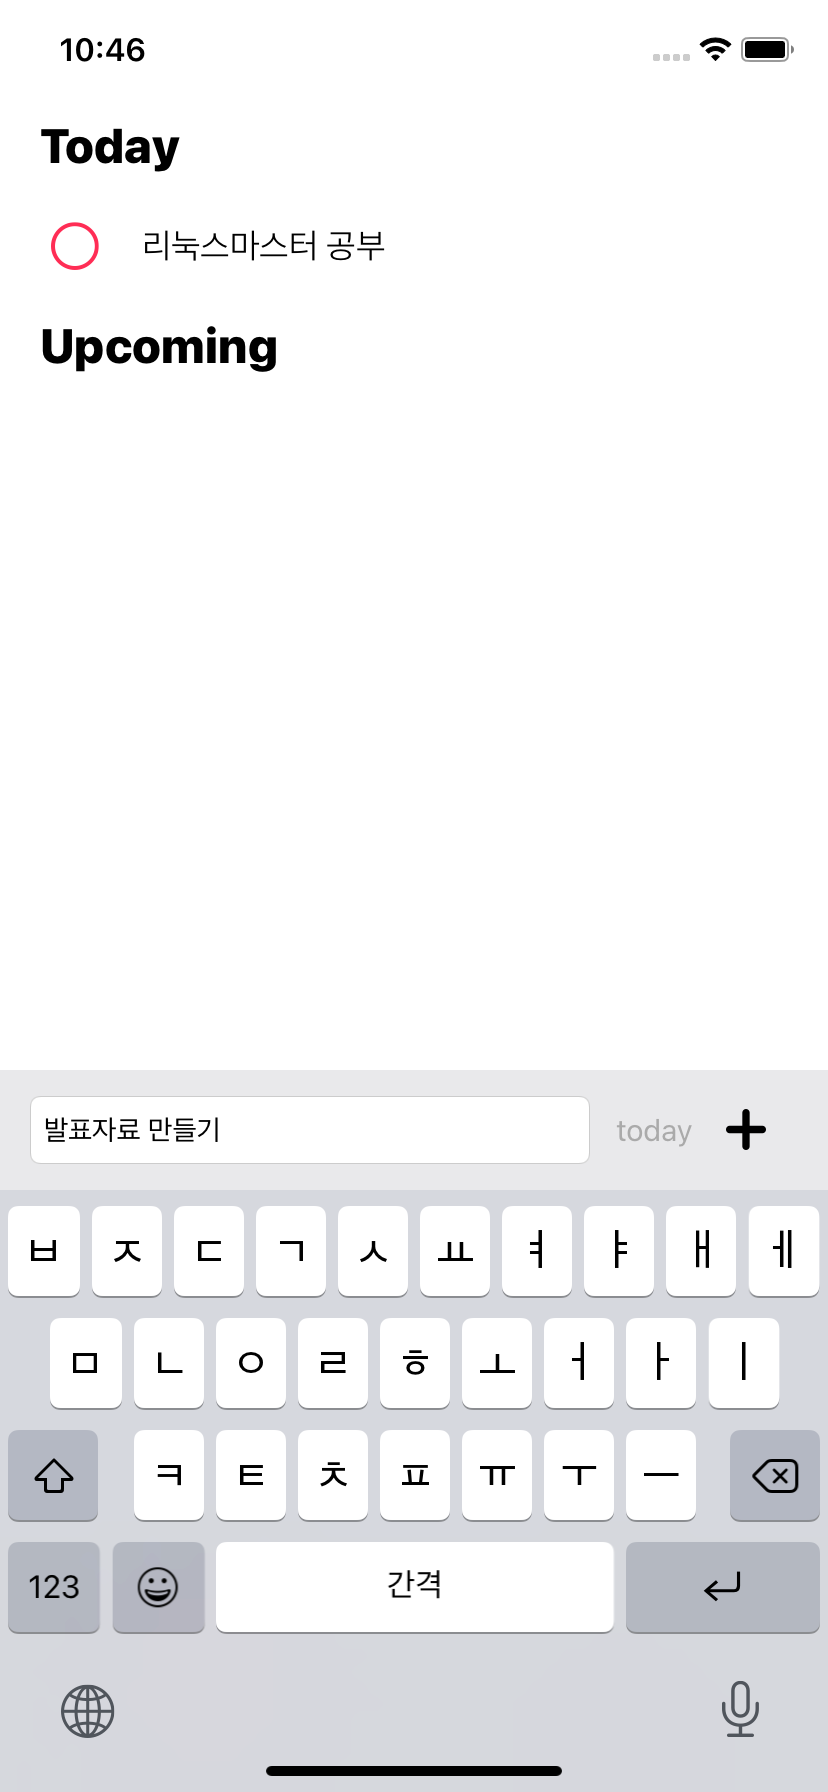 10:46
Today
리눅스마스터 공부
Upcoming
발표자료 만들기 today
ㅂ ㅈ ㄷ ㄱ ㅅ ㅛ ㅕ ㅑ ㅐ ㅔ
ㅁ ㄴ ㅇ ㄹ ㅎ ㅗ ㅓ ㅏ ㅣ
ㅋ ㅌ ㅊ ㅍ ㅠ ㅜ ㅡ
123 간격